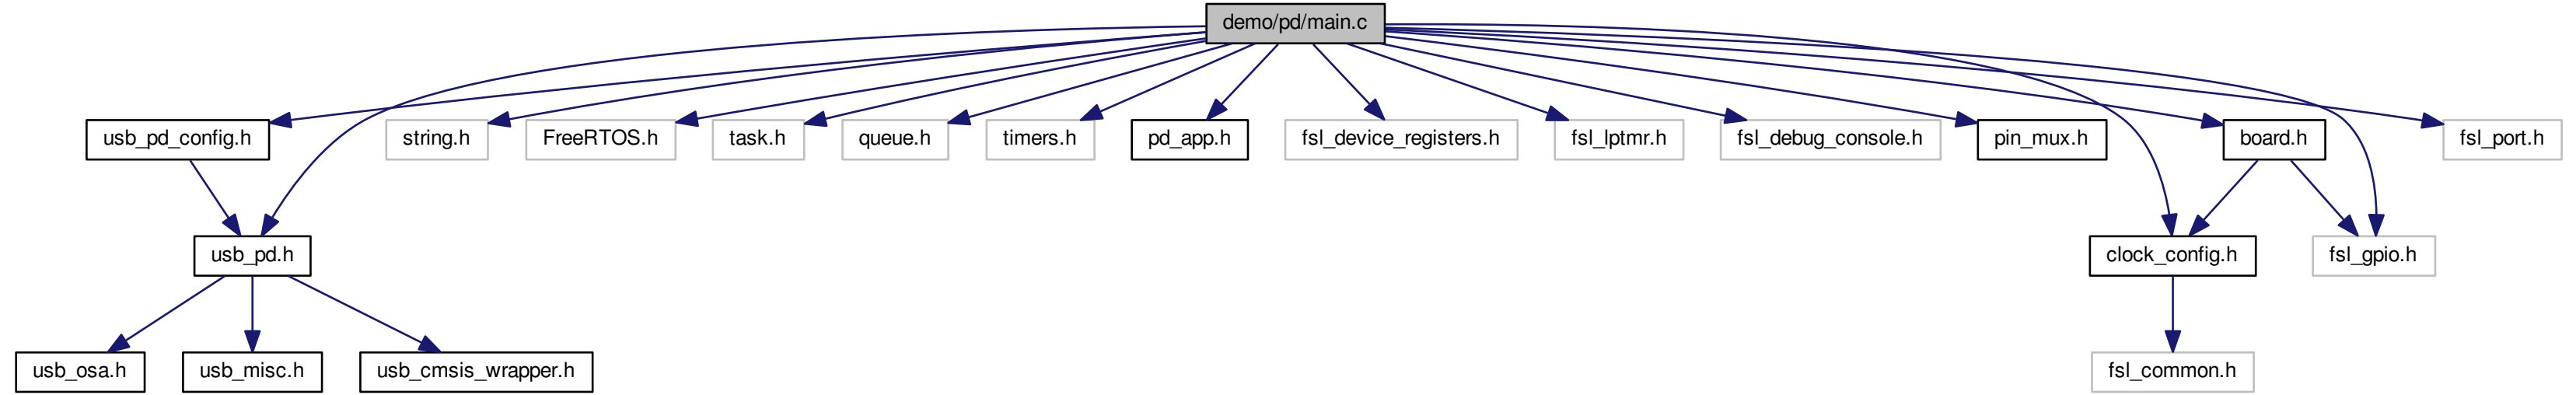 demo/pd/main.c
usb_pd_config.h
string.h
FreeRTOS.h
task.h
queue.h
timers.h
pd_app.h
fsl_device_registers.h
fsl_lptmr.h
fsl_debug_console.h
pin_mux.h
board.h
fsl_port.h
usb_pd.h
clock_config.h
fsl_gpio.h
usb_osa.h
usb_misc.h
usb_cmsis_wrapper.h
fsl_common.h